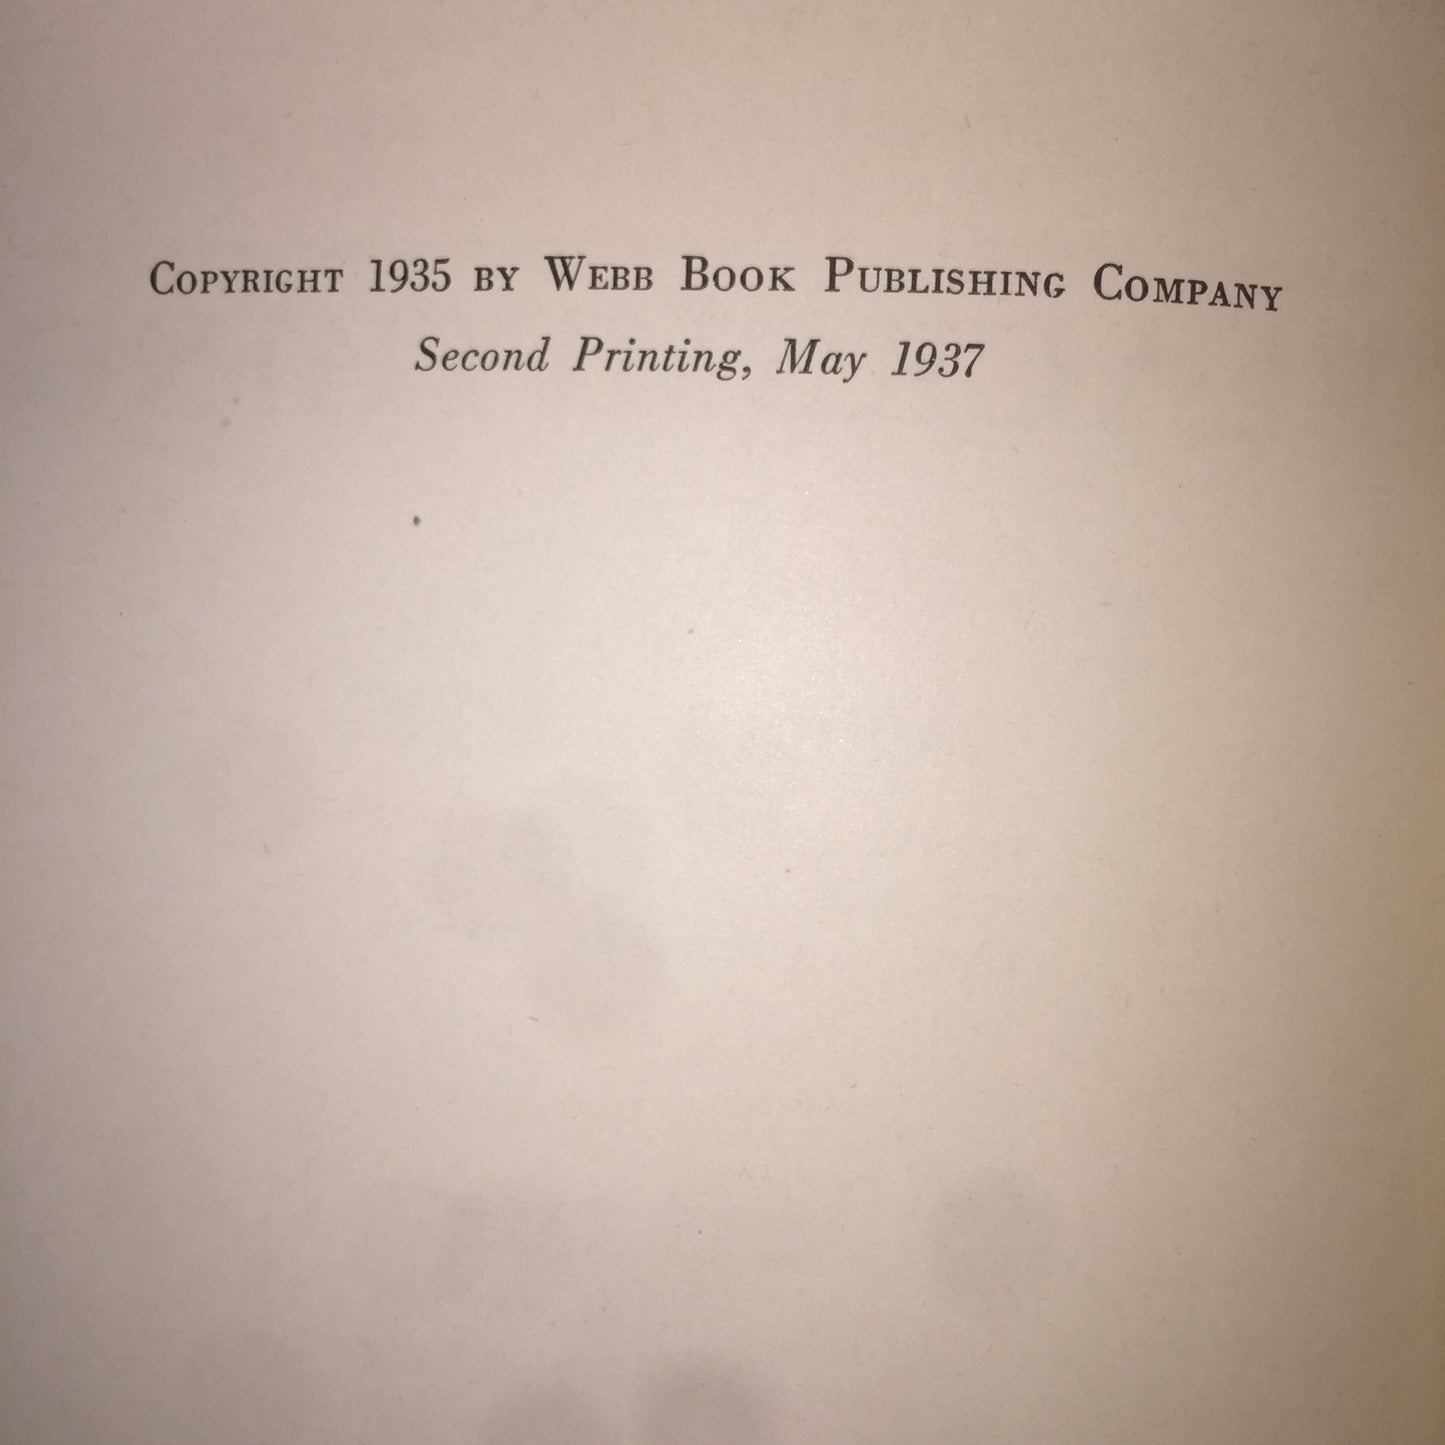 Copyright 1935 by Webb Book Publishing Company
Second Printing, May 1937